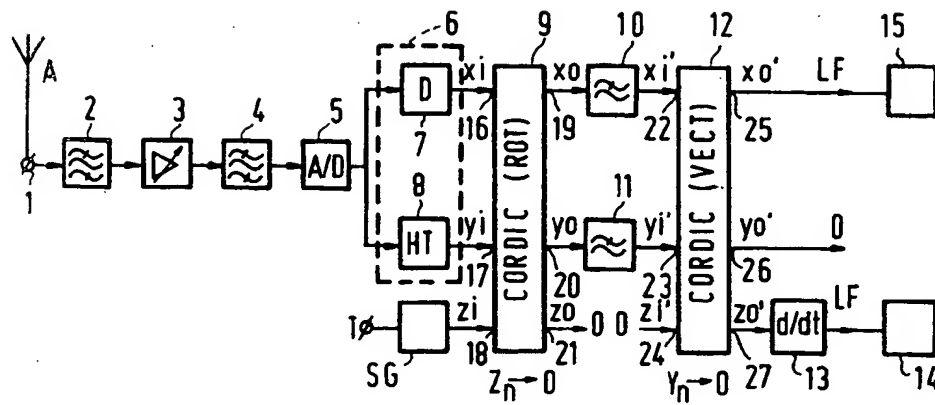 6 9 10 12 15
A 2 3 4 5 D 7 xi 16 xo 19 xi' 22 xo' 25 LF
1 A/D CORDIC (ROT) CORDIC (VECT)
8 HT yi 17 yo 20 11 yi' 23 yo' 26 0
T SG zi 18 zo 21 0 0 zi' 24 zo' 27 d/dt 13 LF 14
Zn→0 Yn→0